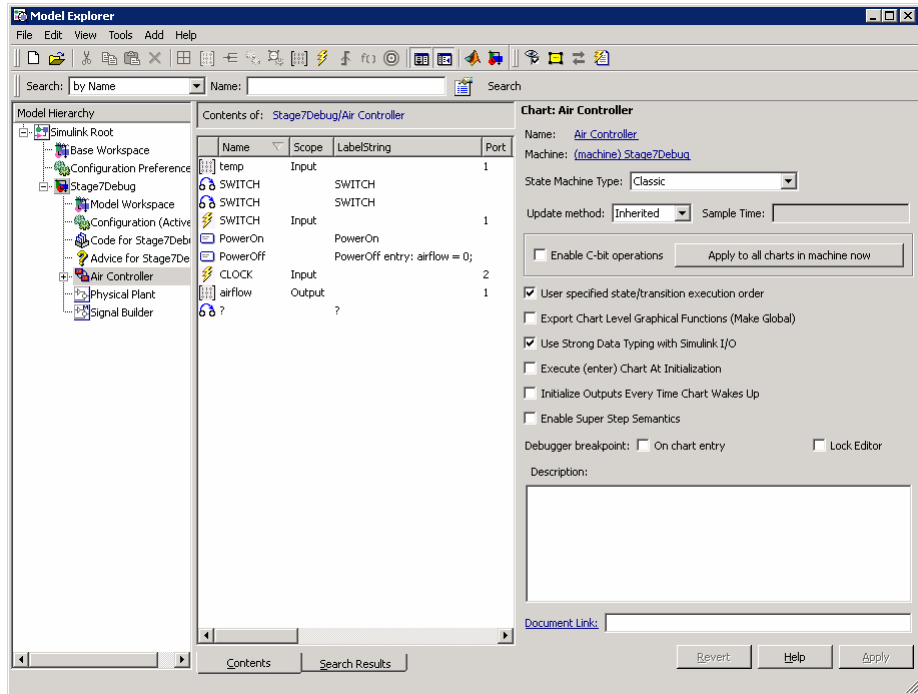 Model Explorer
File Edit View Tools Add Help
Search: by Name Name: Search
Model Hierarchy
Simulink Root
Base Workspace
Configuration Preference
Stage7Debug
Model Workspace
Configuration (Active
Code for Stage7Deb
Advice for Stage7De
Air Controller
Physical Plant
Signal Builder
Contents of: Stage7Debug/Air Controller
Name Scope LabelString Port
temp Input 1
SWITCH SWITCH
SWITCH SWITCH
SWITCH Input 1
PowerOn PowerOn
PowerOff PowerOff entry: airflow = 0;
CLOCK Input 2
airflow Output 1
? ?
Contents Search Results
Chart: Air Controller
Name: Air Controller
Machine: (machine) Stage7Debug
State Machine Type: Classic
Update method: Inherited Sample Time:
Enable C-bit operations Apply to all charts in machine now
User specified state/transition execution order
Export Chart Level Graphical Functions (Make Global)
Use Strong Data Typing with Simulink I/O
Execute (enter) Chart At Initialization
Initialize Outputs Every Time Chart Wakes Up
Enable Super Step Semantics
Debugger breakpoint: On chart entry Lock Editor
Description:
Document Link:
Revert Help Apply